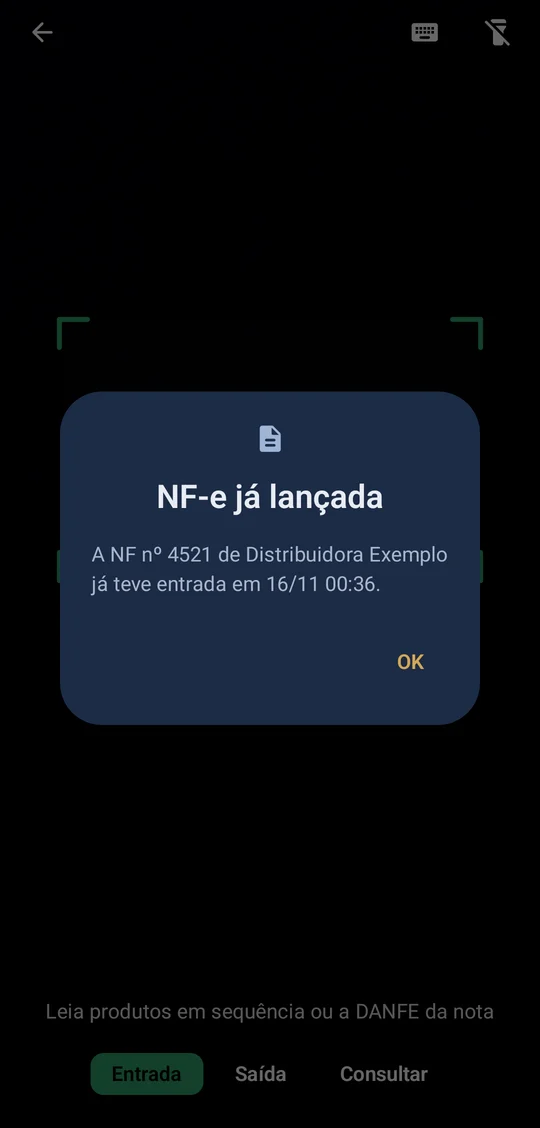 NF-e já lançada
A NF nº 4521 de Distribuidora Exemplo
já teve entrada em 16/11 00:36.
OK
Leia produtos em sequência ou a DANFE da nota
Entrada Saída Consultar